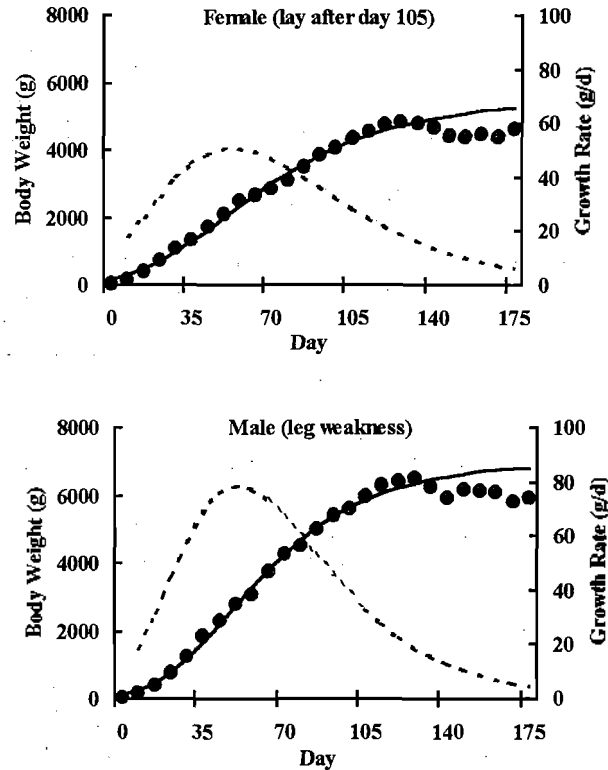 Female (lay after day 105)
8000
6000
4000
2000
0
Body Weight (g)
100
80
60
40
20
0
Growth Rate (g/d)
0 35 70 105 140 175
Day
Male (leg weakness)
8000
6000
4000
2000
0
Body Weight (g)
100
80
60
40
20
0
Growth Rate (g/d)
0 35 70 105 140 175
Day